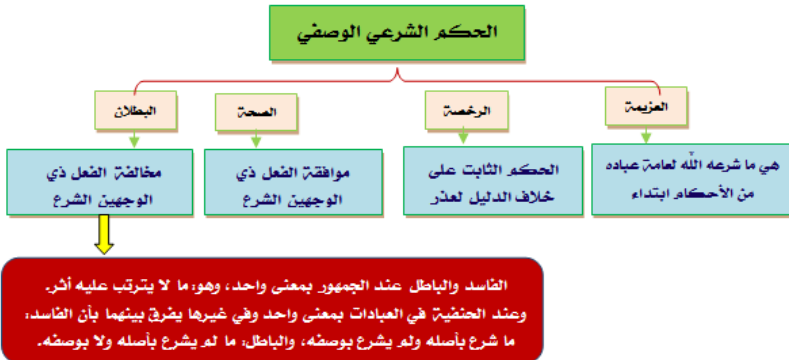 الحكم الشرعي الوصفي
العزيمة
الرخصة
الصحة
البطلان
هي ما شرعه الله لعامة عباده
من الأحكام ابتداء
الحكم الثابت على
خلاف الدليل لعذر
موافقة الفعل ذي
الوجهين الشرع
مخالفة الفعل ذي
الوجهين الشرع
الفاسد والباطل عند الجمهور بمعنى واحد، وهو: ما لا يترتب عليه أثر.
وعند الحنفية في العبادات بمعنى واحد وفي غيرها يفرق بينهما بأن الفاسد:
ما شرع بأصله ولم يشرع بوصفه، والباطل: ما لم يشرع بأصله ولا بوصفه.